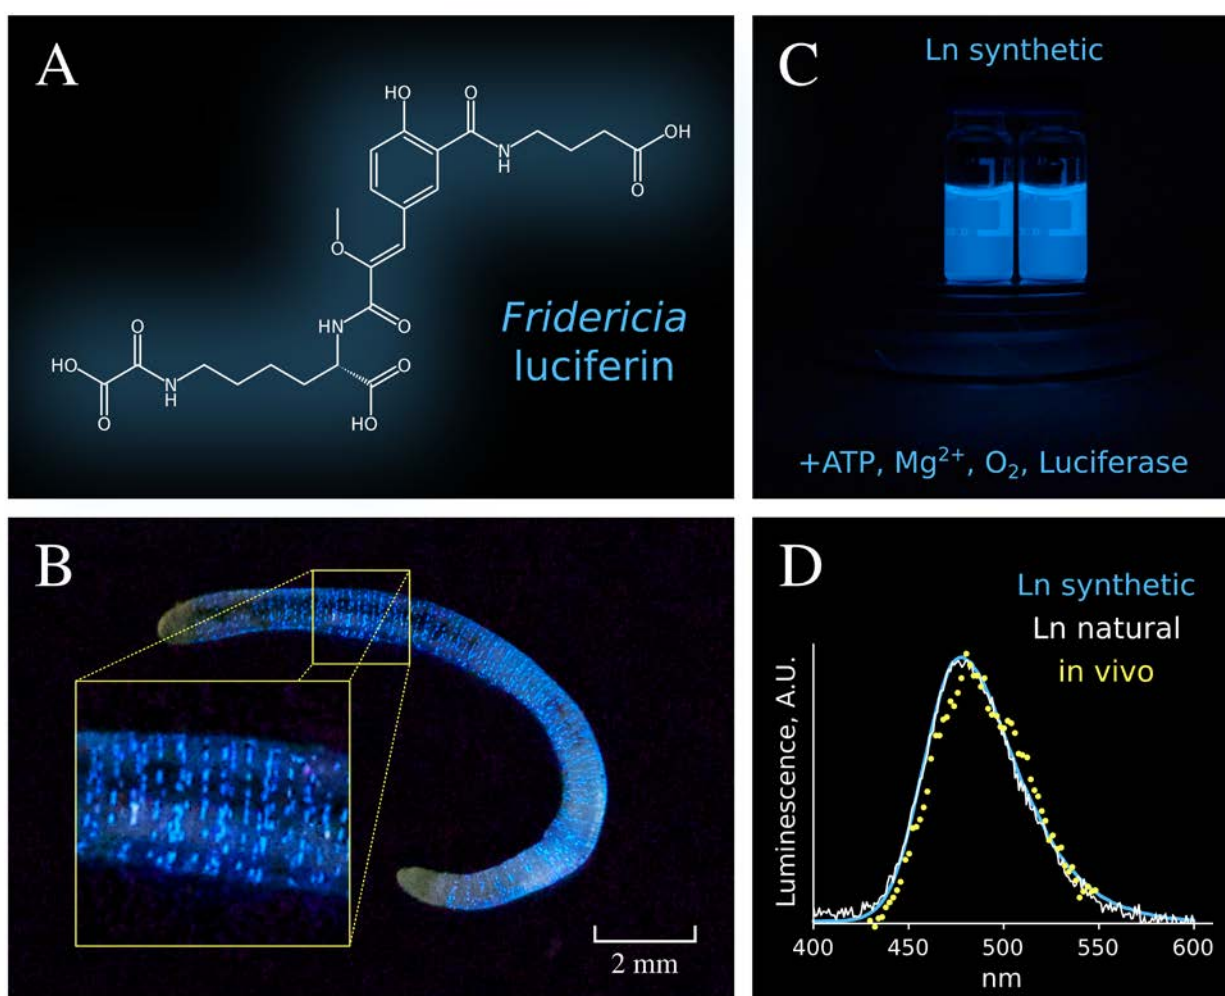 A
HO
O
N
H
OH
O
O
HN
O
O
HO
O
N
H
O
O
HO
Fridericia
luciferin
B
2 mm
C
Ln synthetic
+ATP, Mg²⁺, O₂, Luciferase
D
Ln synthetic
Ln natural
in vivo
Luminescence, A.U.
400 450 500 550 600
nm